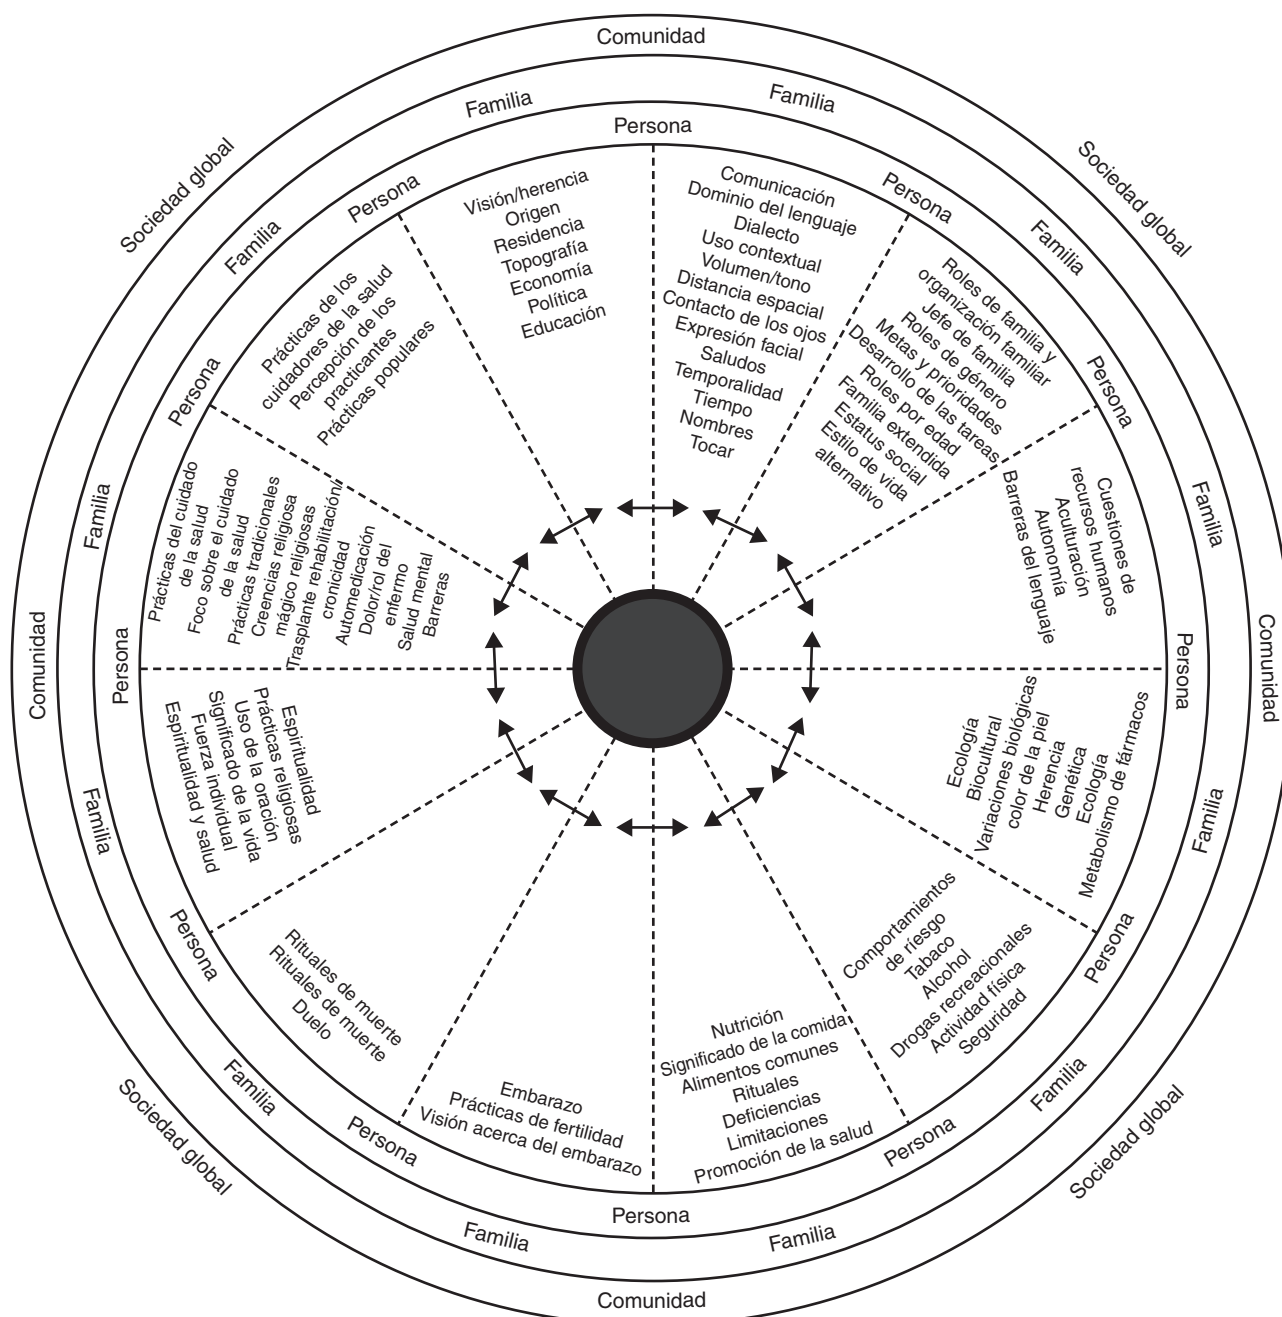 Comunidad
Familia
Familia
Persona
Sociedad global
Sociedad global
Persona
Persona
Familia
Familia
Persona
Persona
Familia
Familia
Comunidad
Comunidad
Persona
Persona
Familia
Familia
Persona
Persona
Familia
Familia
Sociedad global
Sociedad global
Persona
Persona
Persona
Familia
Familia
Comunidad
Visión/herencia
Origen
Residencia
Topografía
Economía
Política
Educación
Comunicación
Dominio del lenguaje
Dialecto
Uso contextual
Volumen/tono
Distancia espacial
Contacto de los ojos
Expresión facial
Saludos
Temporalidad
Tiempo
Nombres
Tocar
Roles de familia y
organización familiar
Jefe de familia
Roles de género
Metas y prioridades
Desarrollo de las tareas
Roles por edad
Familia extendida
Estatus social
Estilo de vida
alternativo
Cuestiones de
recursos humanos
Aculturación
Autonomía
Barreras del lenguaje
Ecología
Biocultural
Variaciones biológicas
color de la piel
Herencia
Genética
Ecología
Metabolismo de fármacos
Comportamientos
de ríesgo
Tabaco
Alcohol
Drogas recreacionales
Actividad física
Seguridad
Nutrición
Significado de la comida
Alimentos comunes
Rituales
Deficiencias
Limitaciones
Promoción de la salud
Embarazo
Prácticas de fertilidad
Visión acerca del embarazo
Rituales de muerte
Rituales de muerte
Duelo
Espiritualidad
Prácticas religiosas
Uso de la oración
Significado de la vida
Fuerza individual
Espiritualidad y salud
Prácticas del cuidado
de la salud
Foco sobre el cuidado
de la salud
Prácticas tradicionales
Creencias religiosa
mágico religiosas
Trasplante rehabilitación/
cronicidad
Automedicación
Dolor/rol del
enfermo
Salud mental
Barreras
Prácticas de los
cuidadores de la salud
Percepción de los
practicantes
Prácticas populares